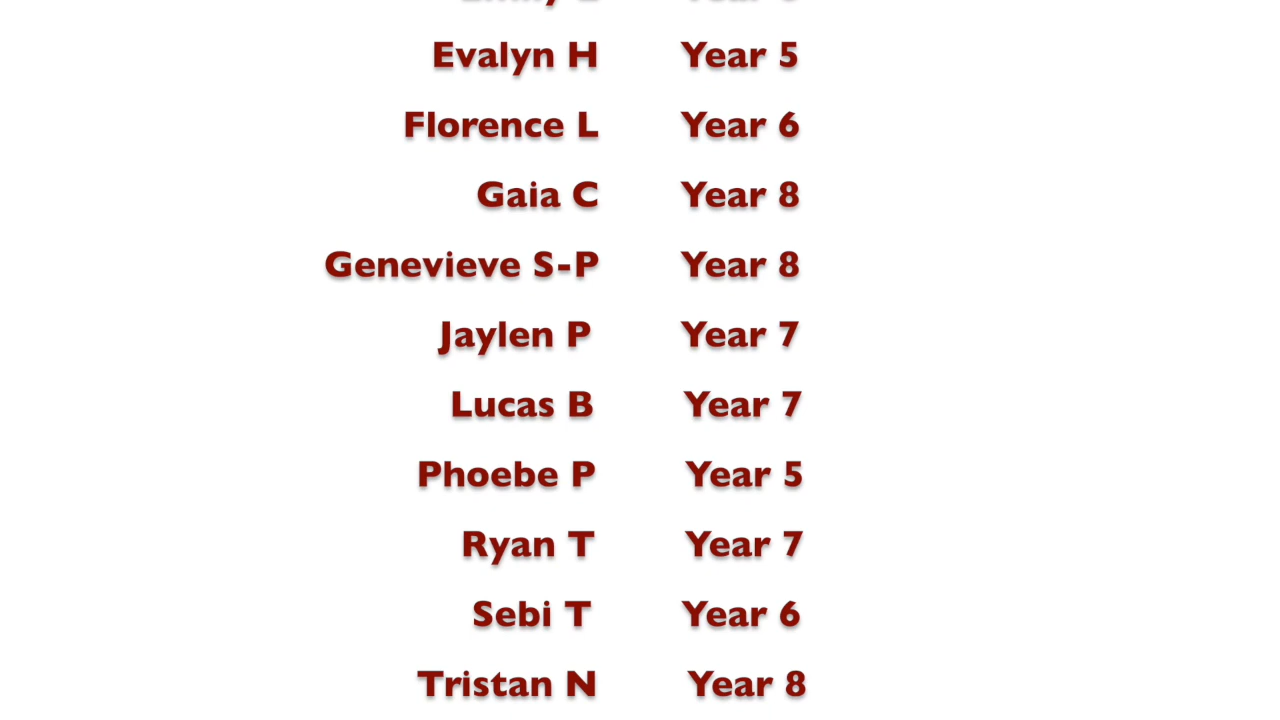 Evalyn H Year 5
Florence L Year 6
Gaia C Year 8
Genevieve S-P Year 8
Jaylen P Year 7
Lucas B Year 7
Phoebe P Year 5
Ryan T Year 7
Sebi T Year 6
Tristan N Year 8